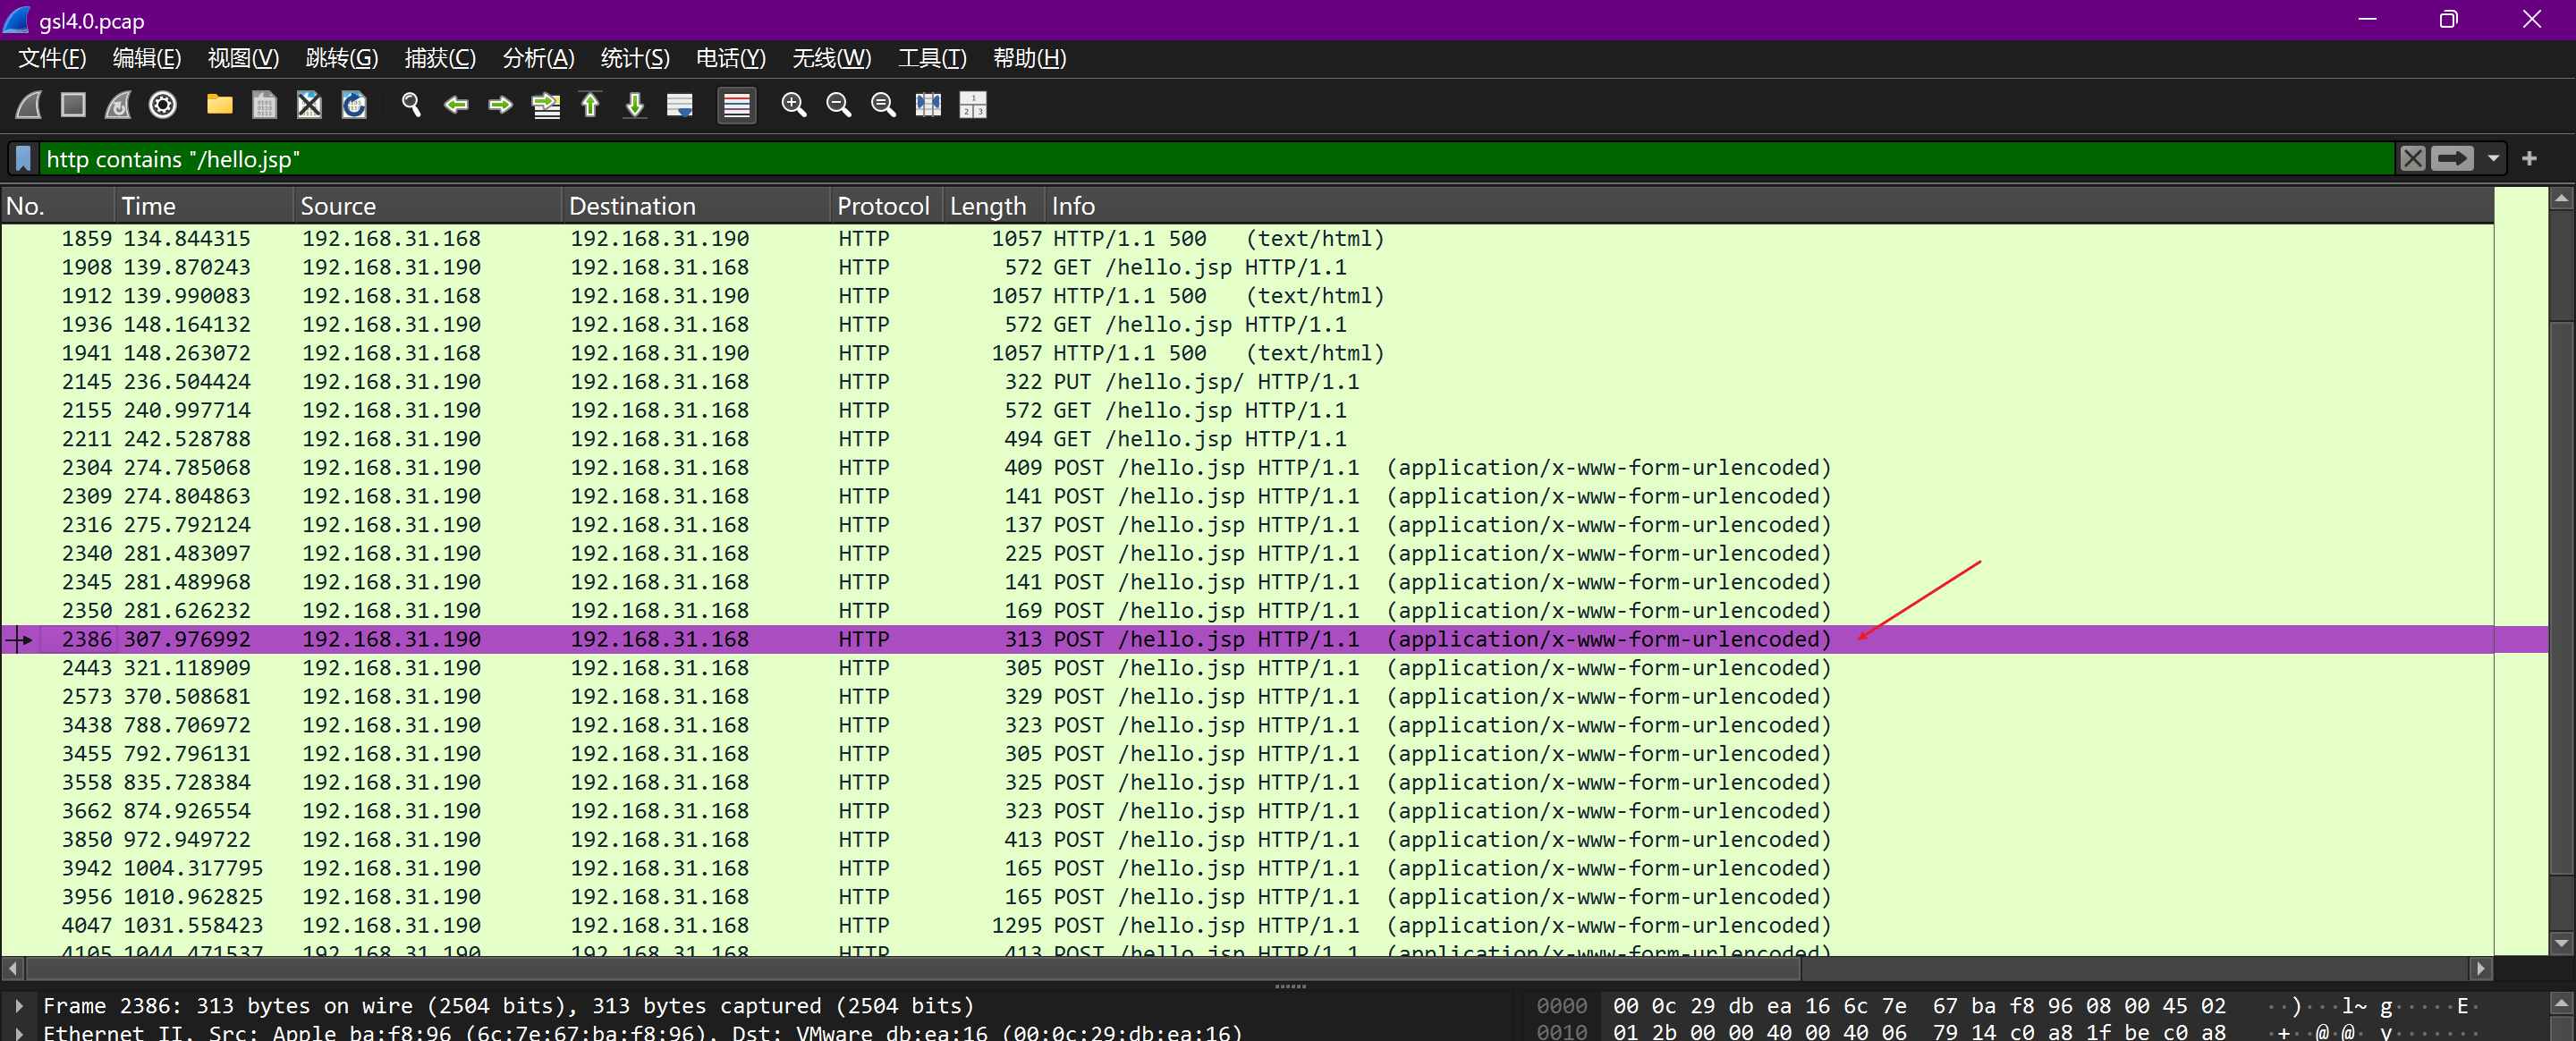 gsl4.0.pcap
文件(F) 编辑(E) 视图(V) 跳转(G) 捕获(C) 分析(A) 统计(S) 电话(Y) 无线(W) 工具(T) 帮助(H)
http contains "/hello.jsp"
No. Time Source Destination Protocol Length Info
1859 134.844315 192.168.31.168 192.168.31.190 HTTP 1057 HTTP/1.1 500 (text/html)
1908 139.870243 192.168.31.190 192.168.31.168 HTTP 572 GET /hello.jsp HTTP/1.1
1912 139.990083 192.168.31.168 192.168.31.190 HTTP 1057 HTTP/1.1 500 (text/html)
1936 148.164132 192.168.31.190 192.168.31.168 HTTP 572 GET /hello.jsp HTTP/1.1
1941 148.263072 192.168.31.168 192.168.31.190 HTTP 1057 HTTP/1.1 500 (text/html)
2145 236.504424 192.168.31.190 192.168.31.168 HTTP 322 PUT /hello.jsp/ HTTP/1.1
2155 240.997714 192.168.31.190 192.168.31.168 HTTP 572 GET /hello.jsp HTTP/1.1
2211 242.528788 192.168.31.190 192.168.31.168 HTTP 494 GET /hello.jsp HTTP/1.1
2304 274.785068 192.168.31.190 192.168.31.168 HTTP 409 POST /hello.jsp HTTP/1.1 (application/x-www-form-urlencoded)
2309 274.804863 192.168.31.190 192.168.31.168 HTTP 141 POST /hello.jsp HTTP/1.1 (application/x-www-form-urlencoded)
2316 275.792124 192.168.31.190 192.168.31.168 HTTP 137 POST /hello.jsp HTTP/1.1 (application/x-www-form-urlencoded)
2340 281.483097 192.168.31.190 192.168.31.168 HTTP 225 POST /hello.jsp HTTP/1.1 (application/x-www-form-urlencoded)
2345 281.489968 192.168.31.190 192.168.31.168 HTTP 141 POST /hello.jsp HTTP/1.1 (application/x-www-form-urlencoded)
2350 281.626232 192.168.31.190 192.168.31.168 HTTP 169 POST /hello.jsp HTTP/1.1 (application/x-www-form-urlencoded)
2386 307.976992 192.168.31.190 192.168.31.168 HTTP 313 POST /hello.jsp HTTP/1.1 (application/x-www-form-urlencoded)
2443 321.118909 192.168.31.190 192.168.31.168 HTTP 305 POST /hello.jsp HTTP/1.1 (application/x-www-form-urlencoded)
2573 370.508681 192.168.31.190 192.168.31.168 HTTP 329 POST /hello.jsp HTTP/1.1 (application/x-www-form-urlencoded)
3438 788.706972 192.168.31.190 192.168.31.168 HTTP 323 POST /hello.jsp HTTP/1.1 (application/x-www-form-urlencoded)
3455 792.796131 192.168.31.190 192.168.31.168 HTTP 305 POST /hello.jsp HTTP/1.1 (application/x-www-form-urlencoded)
3558 835.728384 192.168.31.190 192.168.31.168 HTTP 325 POST /hello.jsp HTTP/1.1 (application/x-www-form-urlencoded)
3662 874.926554 192.168.31.190 192.168.31.168 HTTP 323 POST /hello.jsp HTTP/1.1 (application/x-www-form-urlencoded)
3850 972.949722 192.168.31.190 192.168.31.168 HTTP 413 POST /hello.jsp HTTP/1.1 (application/x-www-form-urlencoded)
3942 1004.317795 192.168.31.190 192.168.31.168 HTTP 165 POST /hello.jsp HTTP/1.1 (application/x-www-form-urlencoded)
3956 1010.962825 192.168.31.190 192.168.31.168 HTTP 165 POST /hello.jsp HTTP/1.1 (application/x-www-form-urlencoded)
4047 1031.558423 192.168.31.190 192.168.31.168 HTTP 1295 POST /hello.jsp HTTP/1.1 (application/x-www-form-urlencoded)
4105 1044.471537 192.168.31.190 192.168.31.168 HTTP 413 POST /hello.jsp HTTP/1.1 (application/x-www-form-urlencoded)
Frame 2386: 313 bytes on wire (2504 bits), 313 bytes captured (2504 bits)
Ethernet II, Src: Apple_ba:f8:96 (6c:7e:67:ba:f8:96), Dst: VMware_db:ea:16 (00:0c:29:db:ea:16)
0000 00 0c 29 db ea 16 6c 7e 67 ba f8 96 08 00 45 02 ··)···l~ g·····E·
0010 01 2b 00 00 40 00 40 06 79 14 c0 a8 1f be c0 a8 ·+··@·@· y·······